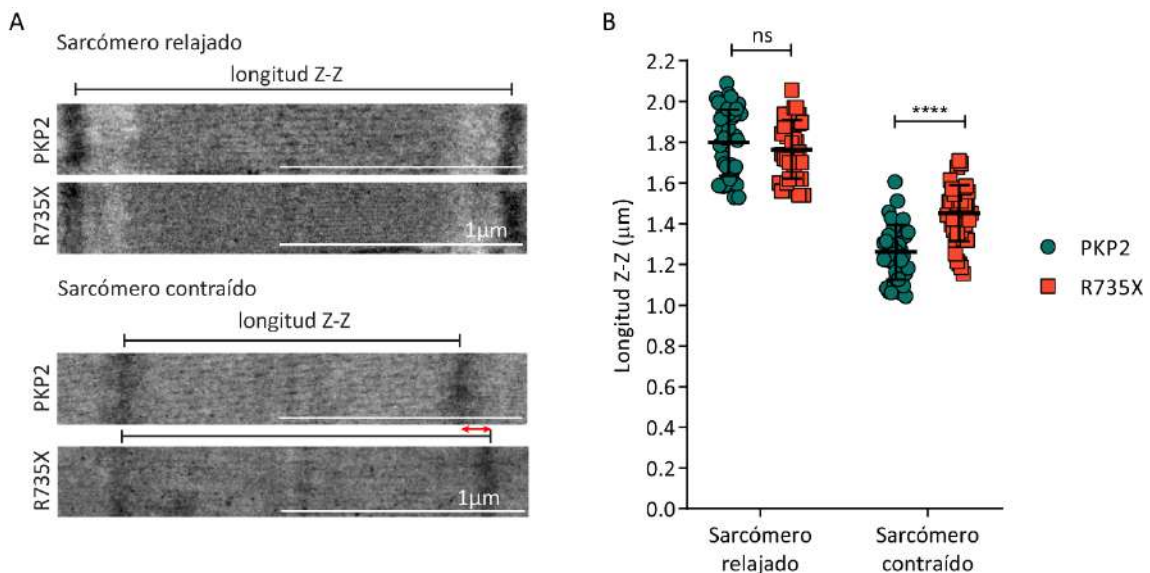 A
Sarcómero relajado
longitud Z-Z
PKP2
R735X
1μm
Sarcómero contraído
longitud Z-Z
PKP2
R735X
1μm
B
ns
****
Longitud Z-Z (μm)
2.2
2.0
1.8
1.6
1.4
1.2
1.0
0.8
0.6
0.4
0.2
0.0
Sarcómero
relajado
Sarcómero
contraído
PKP2
R735X